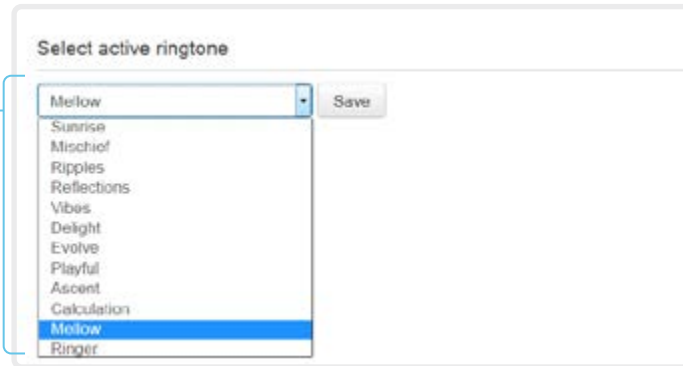 Select active ringtone
Mellow Save
Sunrise
Mischief
Ripples
Reflections
Vibes
Delight
Evolve
Playful
Ascent
Calculation
Mellow
Ringer